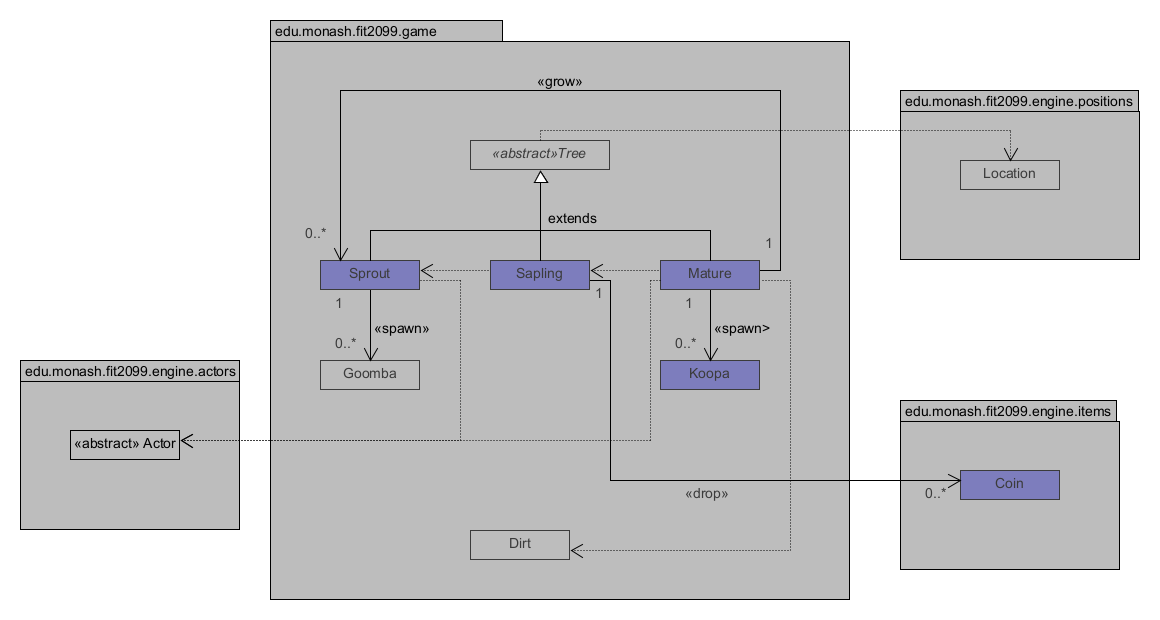 edu.monash.fit2099.game
«grow»
edu.monash.fit2099.engine.positions
«abstract»Tree
Location
extends
0..*
1
Sprout
Sapling
Mature
1
1
1
«spawn»
«spawn>
0..*
0..*
edu.monash.fit2099.engine.actors
Goomba
Koopa
edu.monash.fit2099.engine.items
«abstract» Actor
Coin
«drop»
0..*
Dirt